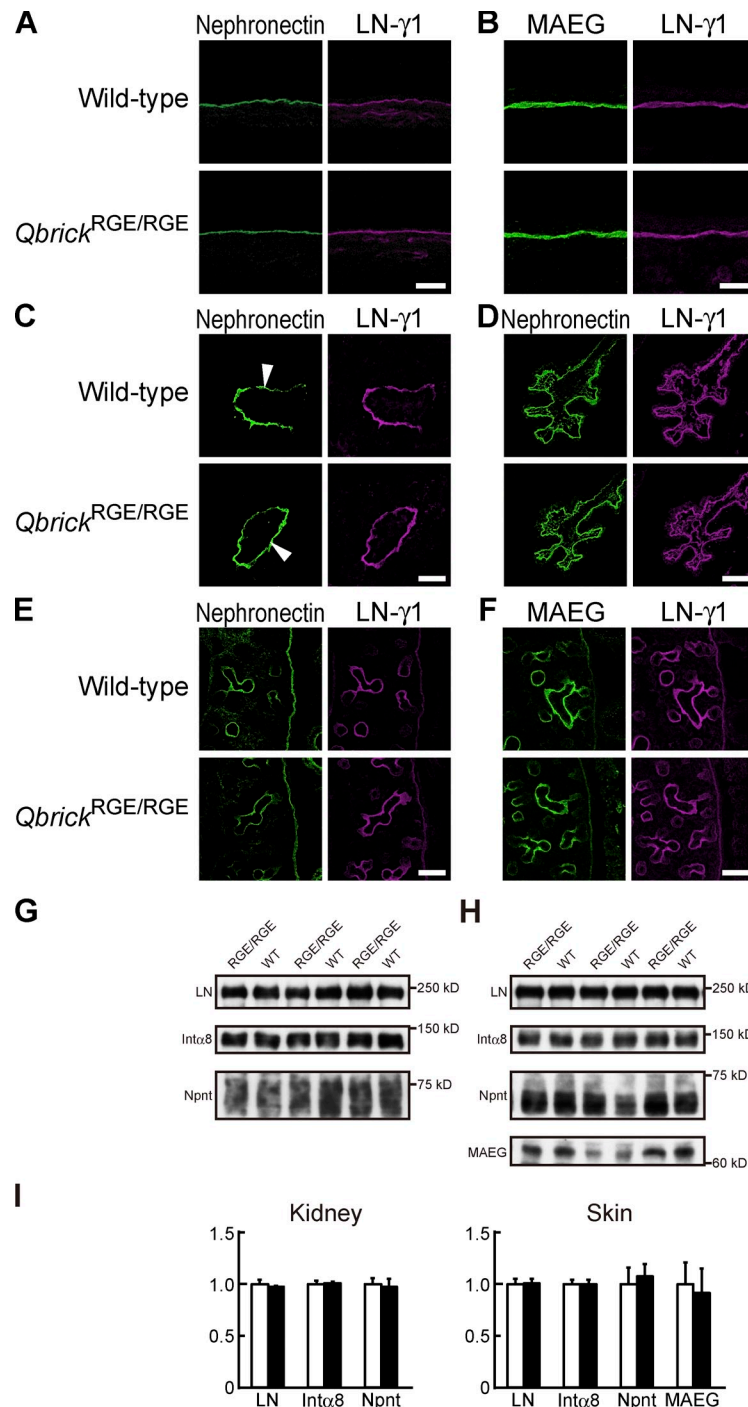 A Nephronectin LN-γ1 B MAEG LN-γ1
Wild-type
QbrickRGE/RGE
C Nephronectin LN-γ1 D Nephronectin LN-γ1
Wild-type
QbrickRGE/RGE
E Nephronectin LN-γ1 F MAEG LN-γ1
Wild-type
QbrickRGE/RGE
G H
RGE/RGE WT RGE/RGE WT RGE/RGE WT RGE/RGE WT RGE/RGE WT RGE/RGE WT
LN 250 kD LN 250 kD
Intα8 150 kD Intα8 150 kD
Npnt 75 kD Npnt 75 kD
MAEG 60 kD
I
Kidney Skin
1.5 1.5
1.0 1.0
0.5 0.5
0 0
LN Intα8 Npnt LN Intα8 Npnt MAEG